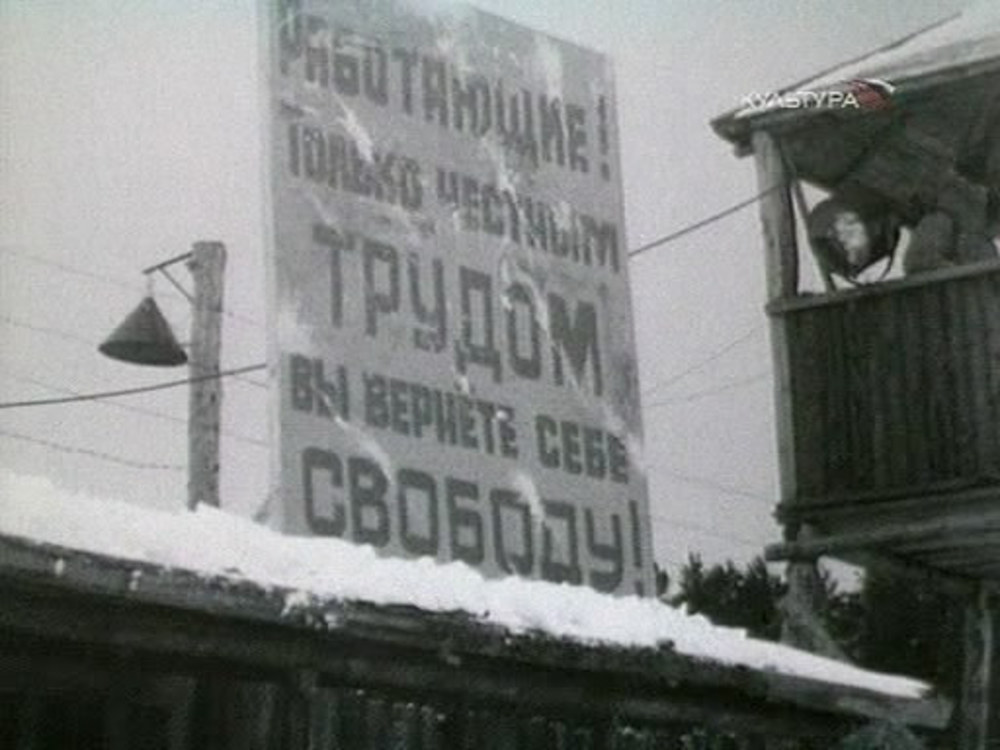 РАБОТАЮЩИЕ!
ТОЛЬКО ЧЕСТНЫМ
ТРУДОМ
ВЫ ВЕРНЕТЕ СЕБЕ
СВОБОДУ!
КУЛЬТУРА